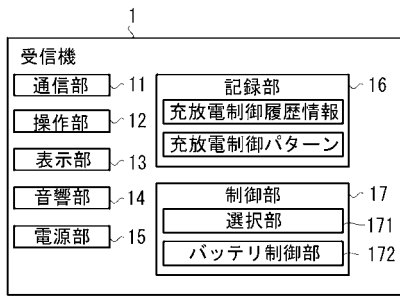 1
受信機
通信部 11
操作部 12
表示部 13
音響部 14
電源部 15
記録部 16
充放電制御履歴情報
充放電制御パターン
制御部 17
選択部 171
バッテリ制御部 172